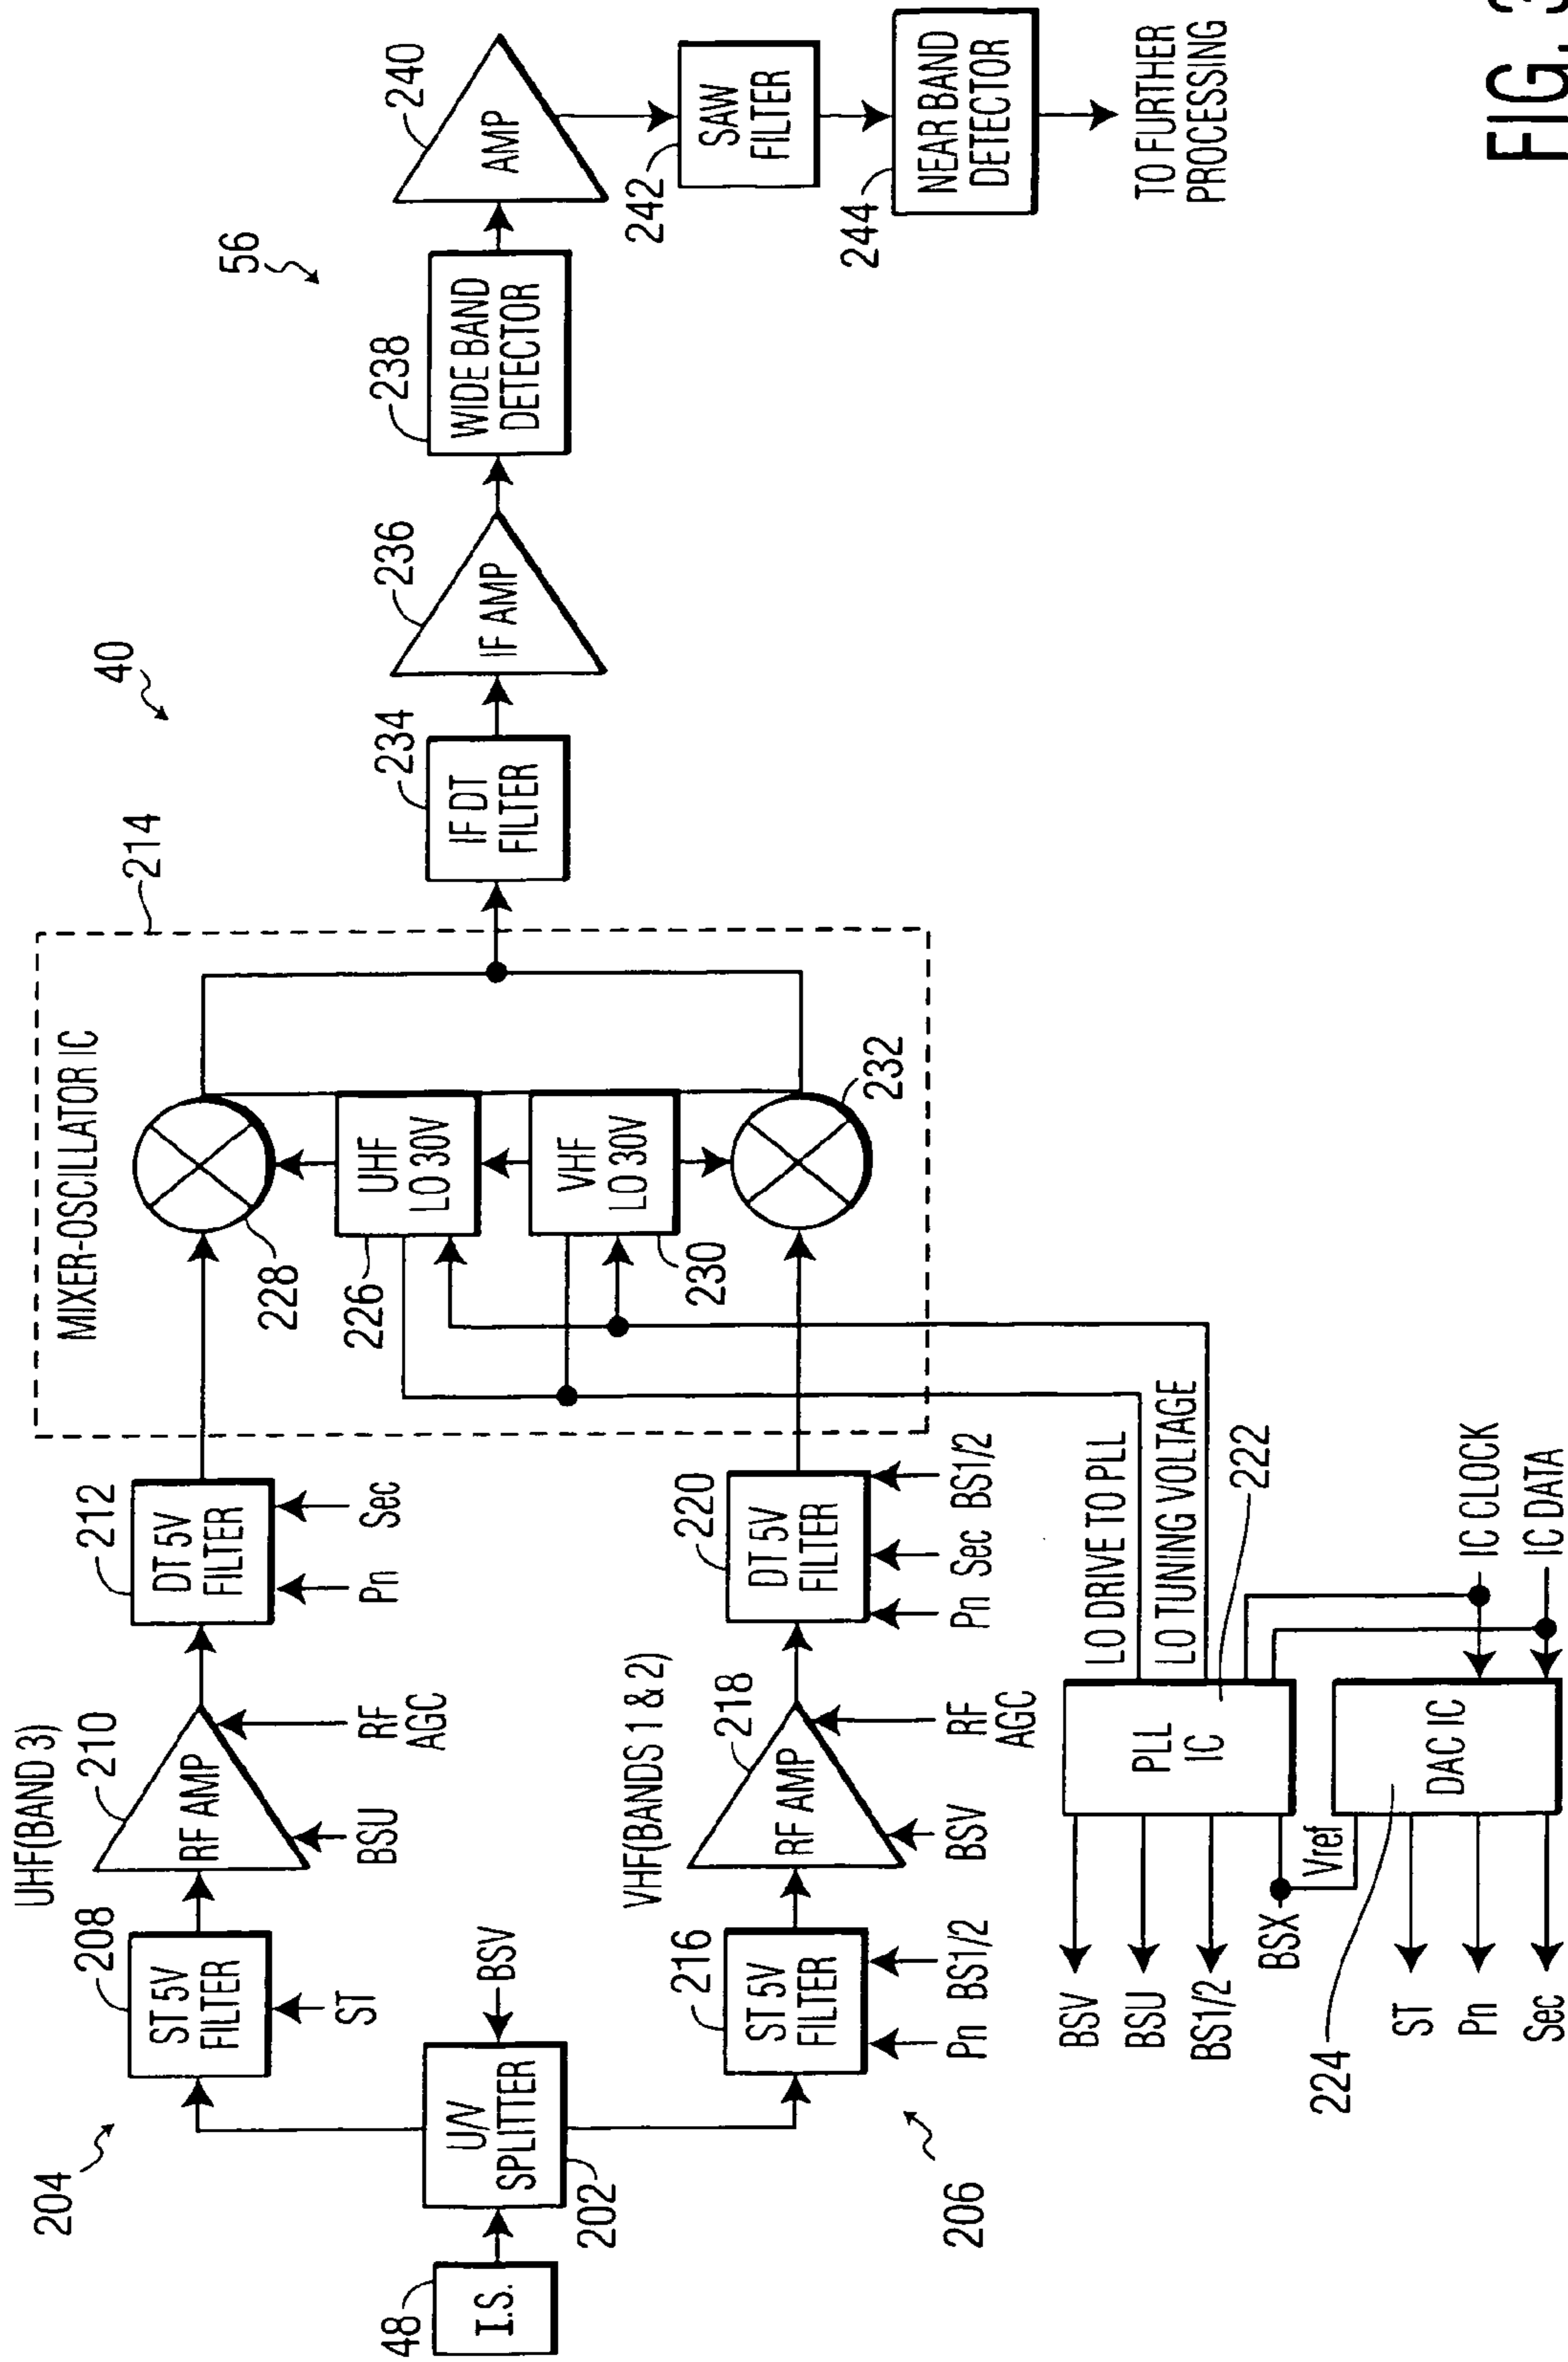 FIG. 3
40
56
204
UHF(BAND 3)
208
ST 5V
FILTER
ST
210
RF AMP
BSU
RF
AGC
212
DT 5V
FILTER
Pn
Sec
MIXER-OSCILLATOR IC
214
228
226
UHF
LO 30V
VHF
LO 30V
230
232
48
I.S.
U/V
SPLITTER
202
BSV
206
VHF(BANDS 1 & 2)
216
ST 5V
FILTER
Pn
BS1/2
218
RF AMP
BSV
RF
AGC
220
DT 5V
FILTER
Pn
Sec
BS1/2
234
IF DT
FILTER
236
IF AMP
238
WIDE BAND
DETECTOR
240
AMP
242
SAW
FILTER
244
NEAR BAND
DETECTOR
TO FURTHER
PROCESSING
LO DRIVE TO PLL
LO TUNING VOLTAGE
222
PLL
IC
BSV
BSU
BS1/2
BSX
Vref
IC CLOCK
IC DATA
DAC IC
224
ST
Pn
Sec